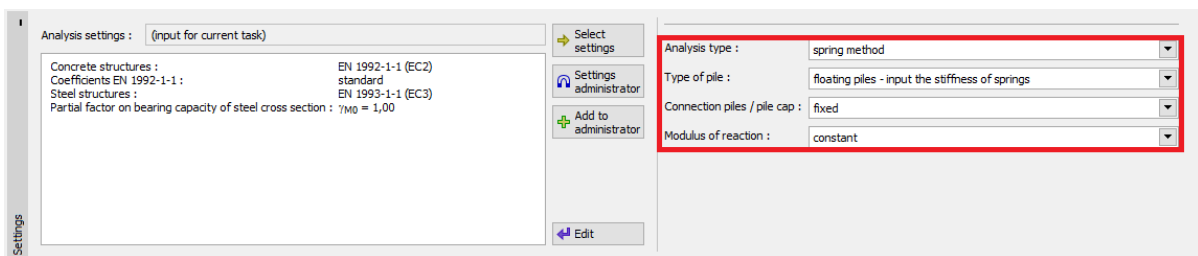 Analysis settings : (input for current task)
Concrete structures : EN 1992-1-1 (EC2)
Coefficients EN 1992-1-1 : standard
Steel structures : EN 1993-1-1 (EC3)
Partial factor on bearing capacity of steel cross section : γM0 = 1,00
Select
settings
Settings
administrator
Add to
administrator
Edit
Analysis type : spring method
Type of pile : floating piles - input the stiffness of springs
Connection piles / pile cap : fixed
Modulus of reaction : constant
Settings